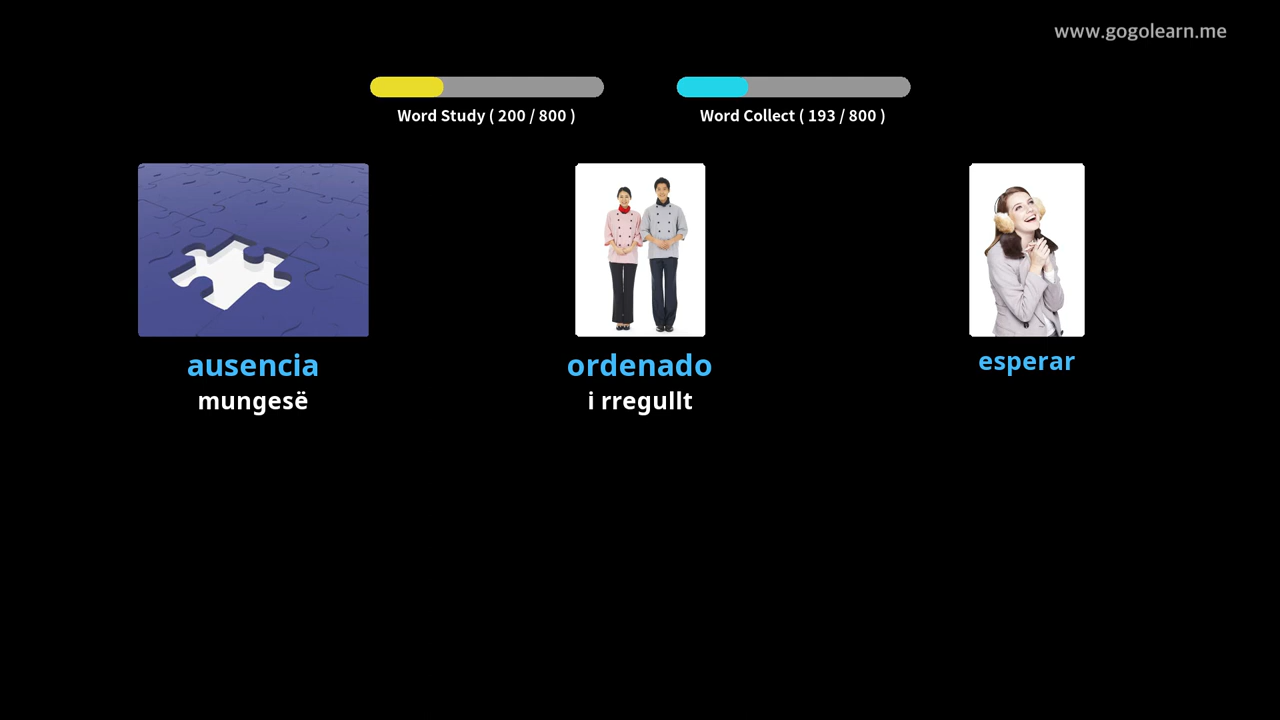 www.gogolearn.me
Word Study ( 200 / 800 )
Word Collect ( 193 / 800 )
ausencia
mungesë
ordenado
i rregullt
esperar